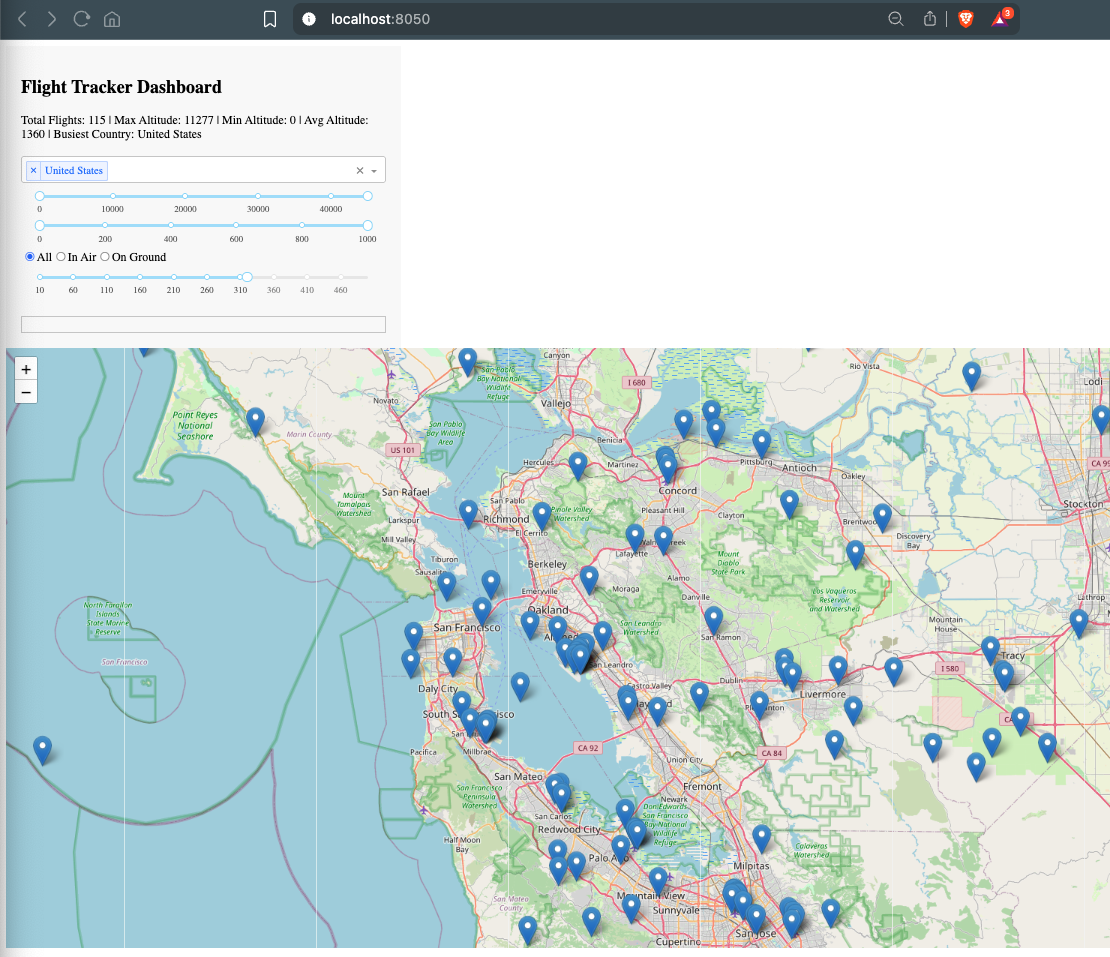 localhost:8050
3
Flight Tracker Dashboard
Total Flights: 115 | Max Altitude: 11277 | Min Altitude: 0 | Avg Altitude:
1360 | Busiest Country: United States
× United States
0 10000 20000 30000 40000
0 200 400 600 800 1000
All In Air On Ground
10 60 110 160 210 260 310 360 410 460
+
−
Canyon
Rio Vista
I 680
Lodi
San Pablo
Bay National
Wildlife
Refuge
Novato
Vallejo
Point Reyes
National
Seashore
Marin County
San Pablo
Bay Wildlife
Area
Benicia
US 101
CA 99
Hercules
Martinez
Pittsburg
Antioch
Oakley
Concord
San Rafael
San Pablo
Stockton
Mount
Tamalpais
Watershed
Larkspur
Richmond
Pinole Valley
Watershed
Pleasant Hill
Clayton
Brentwood
El Cerrito
Mill Valley
Discovery
Bay
Lafayette
Mount
Diablo
State Park
Tiburon
Berkeley
Sausalito
Alamo
Moraga
Emeryville
Danville
Los Vaqueros
Reservoir
and Watershed
Lathrop
North Farallon
Islands
State Marine
Reserve
Oakland
San Francisco
San Leandro
Watershed
Mountain
House
San Ramon
San Francisco
San Leandro
Tracy
I 580
Daly City
Castro Valley
Dublin
Livermore
Pacifica
Millbrae
CA 92
CA 84
Union City
San Mateo
Fremont
San Francisco
Peninsula
Watershed
Newark
San Carlos
Don Edwards
San Francisco
Bay National
Wildlife
Refuge
Redwood City
Half Moon
Bay
Calaveras
Watershed
Palo Alto
Milpitas
San Mateo
County
Mountain View
Sunnyvale
San Jose
Cupertino